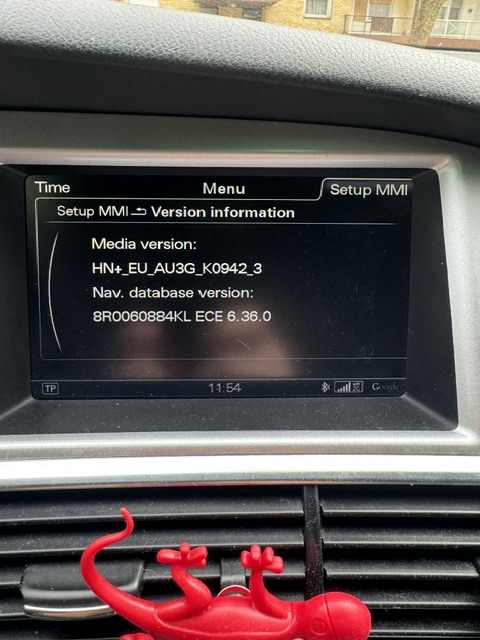 Time Menu Setup MMI
Setup MMI Version information
Media version:
HN+_EU_AU3G_K0942_3
Nav. database version:
8R0060884KL ECE 6.36.0
TP 11:54 Google